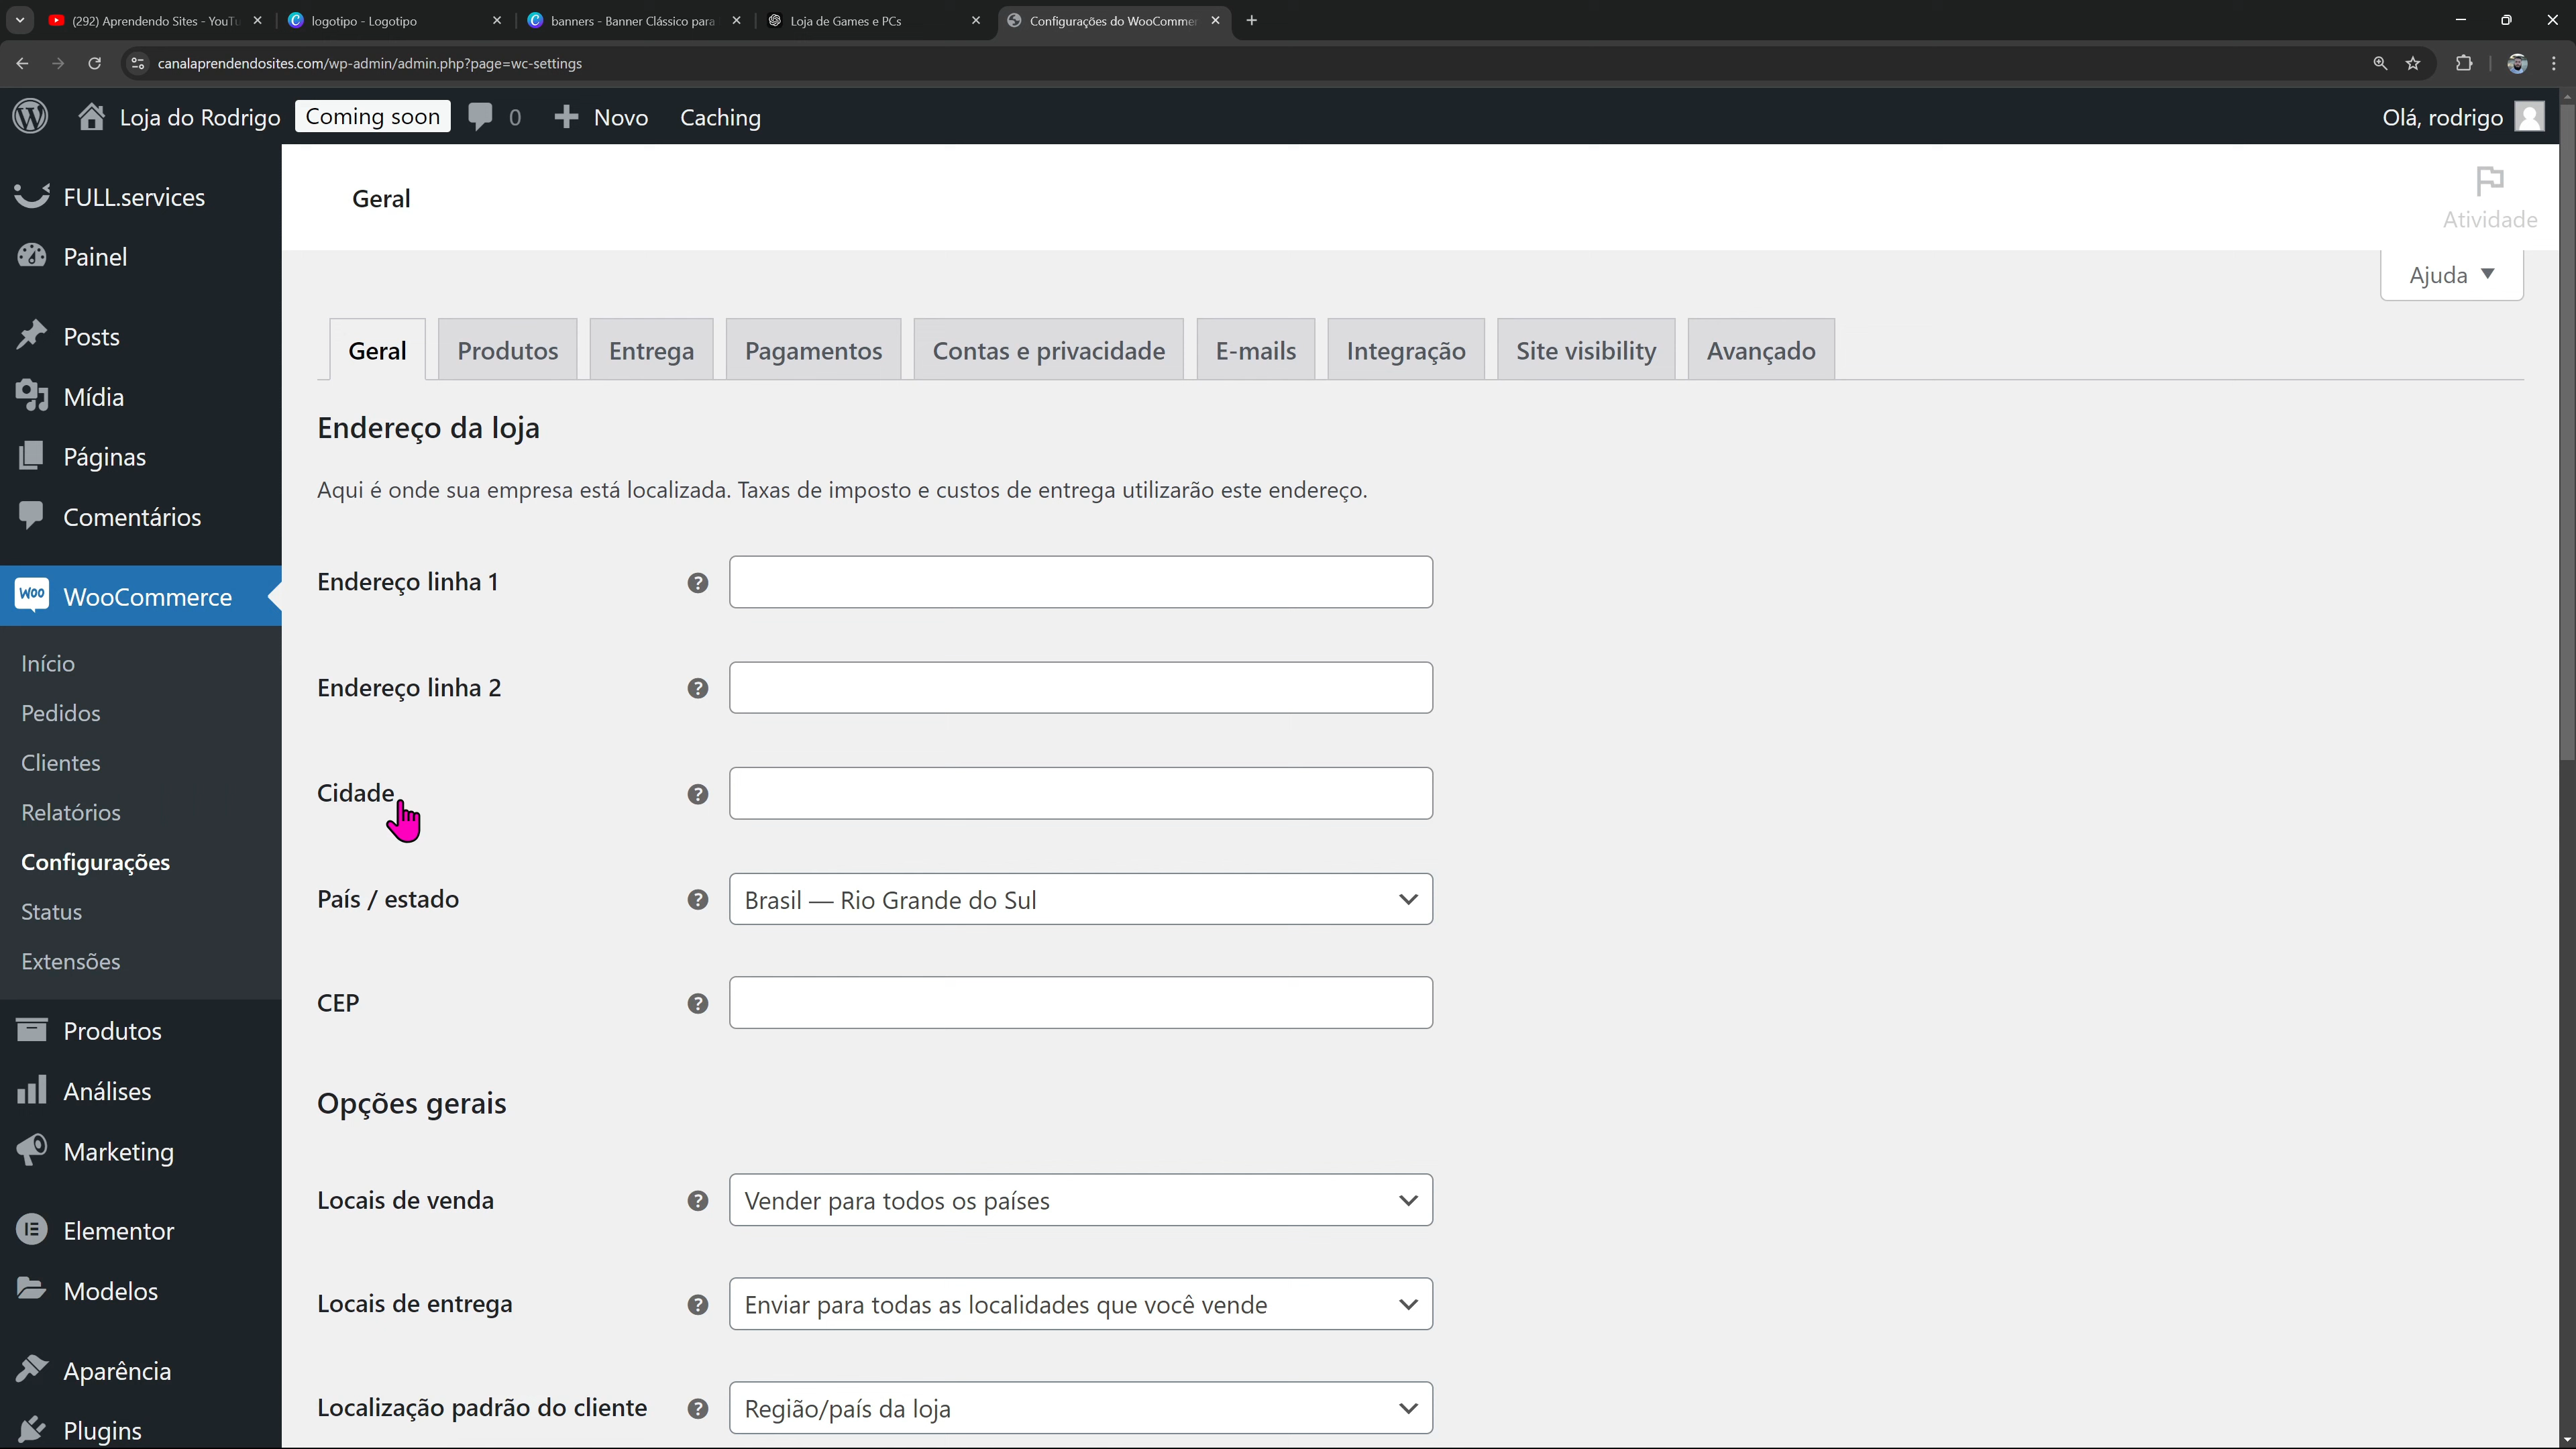 (292) Aprendendo Sites - YouTu
logotipo - Logotipo
banners - Banner Clássico para
Loja de Games e PCs
Configurações do WooCommer
canalaprendendosites.com/wp-admin/admin.php?page=wc-settings
Loja do Rodrigo
Coming soon
0
Novo
Caching
Olá, rodrigo
FULL.services
Painel
Posts
Mídia
Páginas
Comentários
Woo
WooCommerce
Início
Pedidos
Clientes
Relatórios
Configurações
Status
Extensões
Produtos
Análises
Marketing
Elementor
Modelos
Aparência
Plugins
Geral
Atividade
Ajuda
Geral
Produtos
Entrega
Pagamentos
Contas e privacidade
E-mails
Integração
Site visibility
Avançado
Endereço da loja
Aqui é onde sua empresa está localizada. Taxas de imposto e custos de entrega utilizarão este endereço.
Endereço linha 1
Endereço linha 2
Cidade
País / estado
Brasil — Rio Grande do Sul
CEP
Opções gerais
Locais de venda
Vender para todos os países
Locais de entrega
Enviar para todas as localidades que você vende
Localização padrão do cliente
Região/país da loja